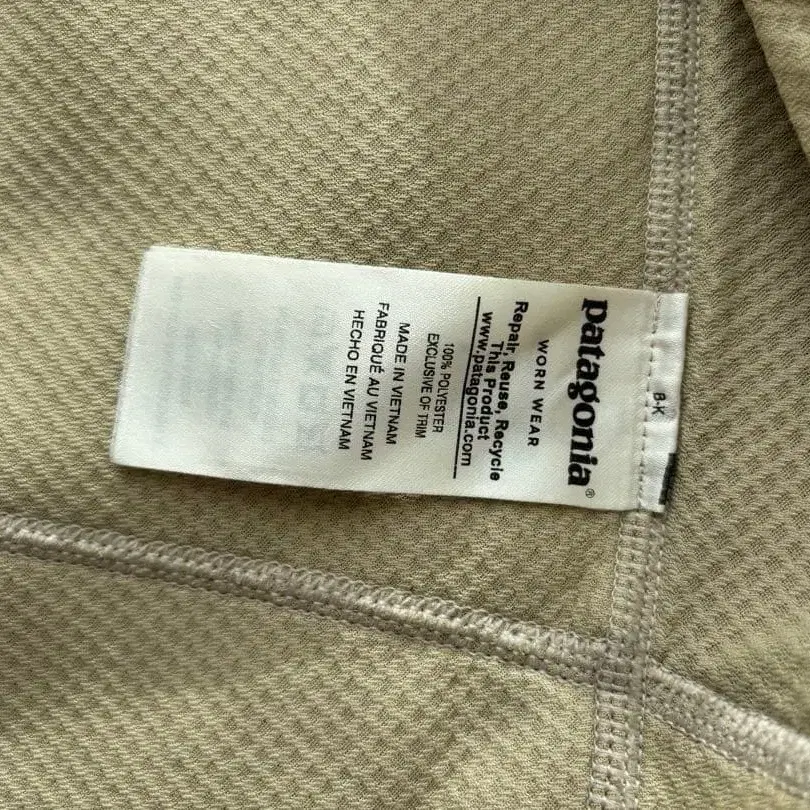 B-K
patagonia®
WORN WEAR
Repair, Reuse, Recycle
This Product
www.patagonia.com
100% POLYESTER
EXCLUSIVE OF TRIM
MADE IN VIETNAM
FABRIQUÉ AU VIETNAM
HECHO EN VIETNAM